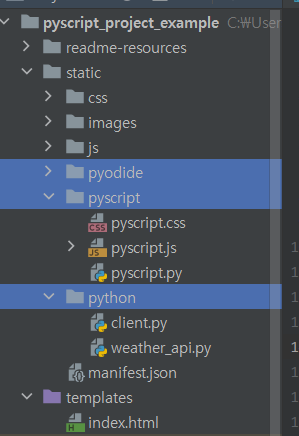 pyscript_project_example C:₩User
readme-resources
static
css
images
js
pyodide
pyscript
pyscript.css
pyscript.js
pyscript.py
python
client.py
weather_api.py
manifest.json
templates
index.html